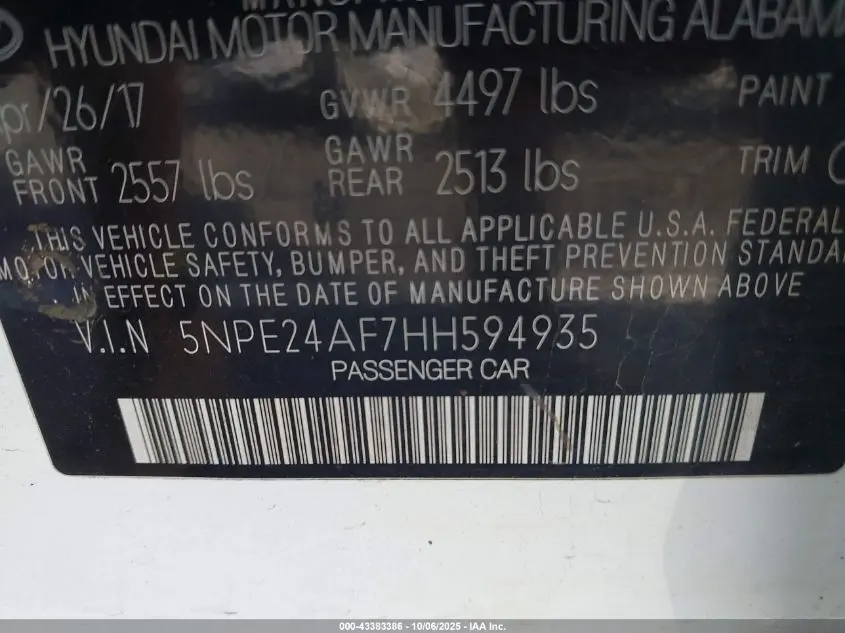 HYUNDAI MOTOR MANUFACTURING ALABAMA
pr/26/17 GVWR 4497 lbs PAINT
GAWR FRONT 2557 lbs GAWR REAR 2513 lbs TRIM
THIS VEHICLE CONFORMS TO ALL APPLICABLE U.S.A. FEDERAL
MOTOR VEHICLE SAFETY, BUMPER, AND THEFT PREVENTION STANDA
IN EFFECT ON THE DATE OF MANUFACTURE SHOWN ABOVE
V.I.N 5NPE24AF7HH594935
PASSENGER CAR
000-43383386 - 10/06/2025 - IAA Inc.